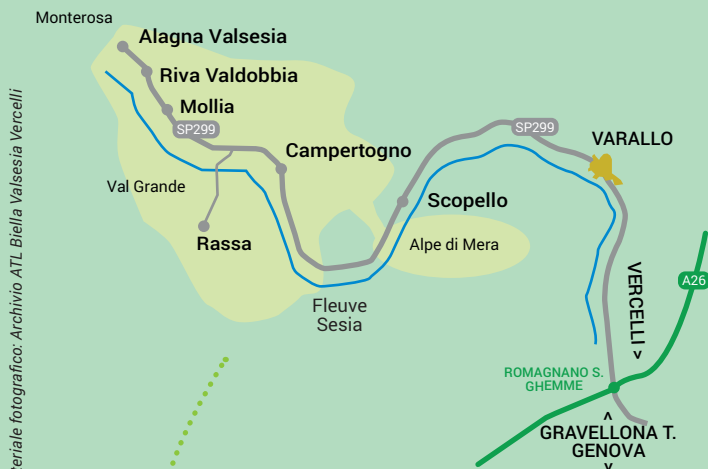 Monterosa
Alagna Valsesia
Riva Valdobbia
Mollia
SP299
SP299
VARALLO
Campertogno
Val Grande
Scopello
Rassa
Alpe di Mera
Fleuve
Sesia
VERCELLI >
A26
ROMAGNANO S.
GHEMME
^
GRAVELLONA T.
GENOVA
v
teriale fotografico: Archivio ATL Biella Valsesia Vercelli